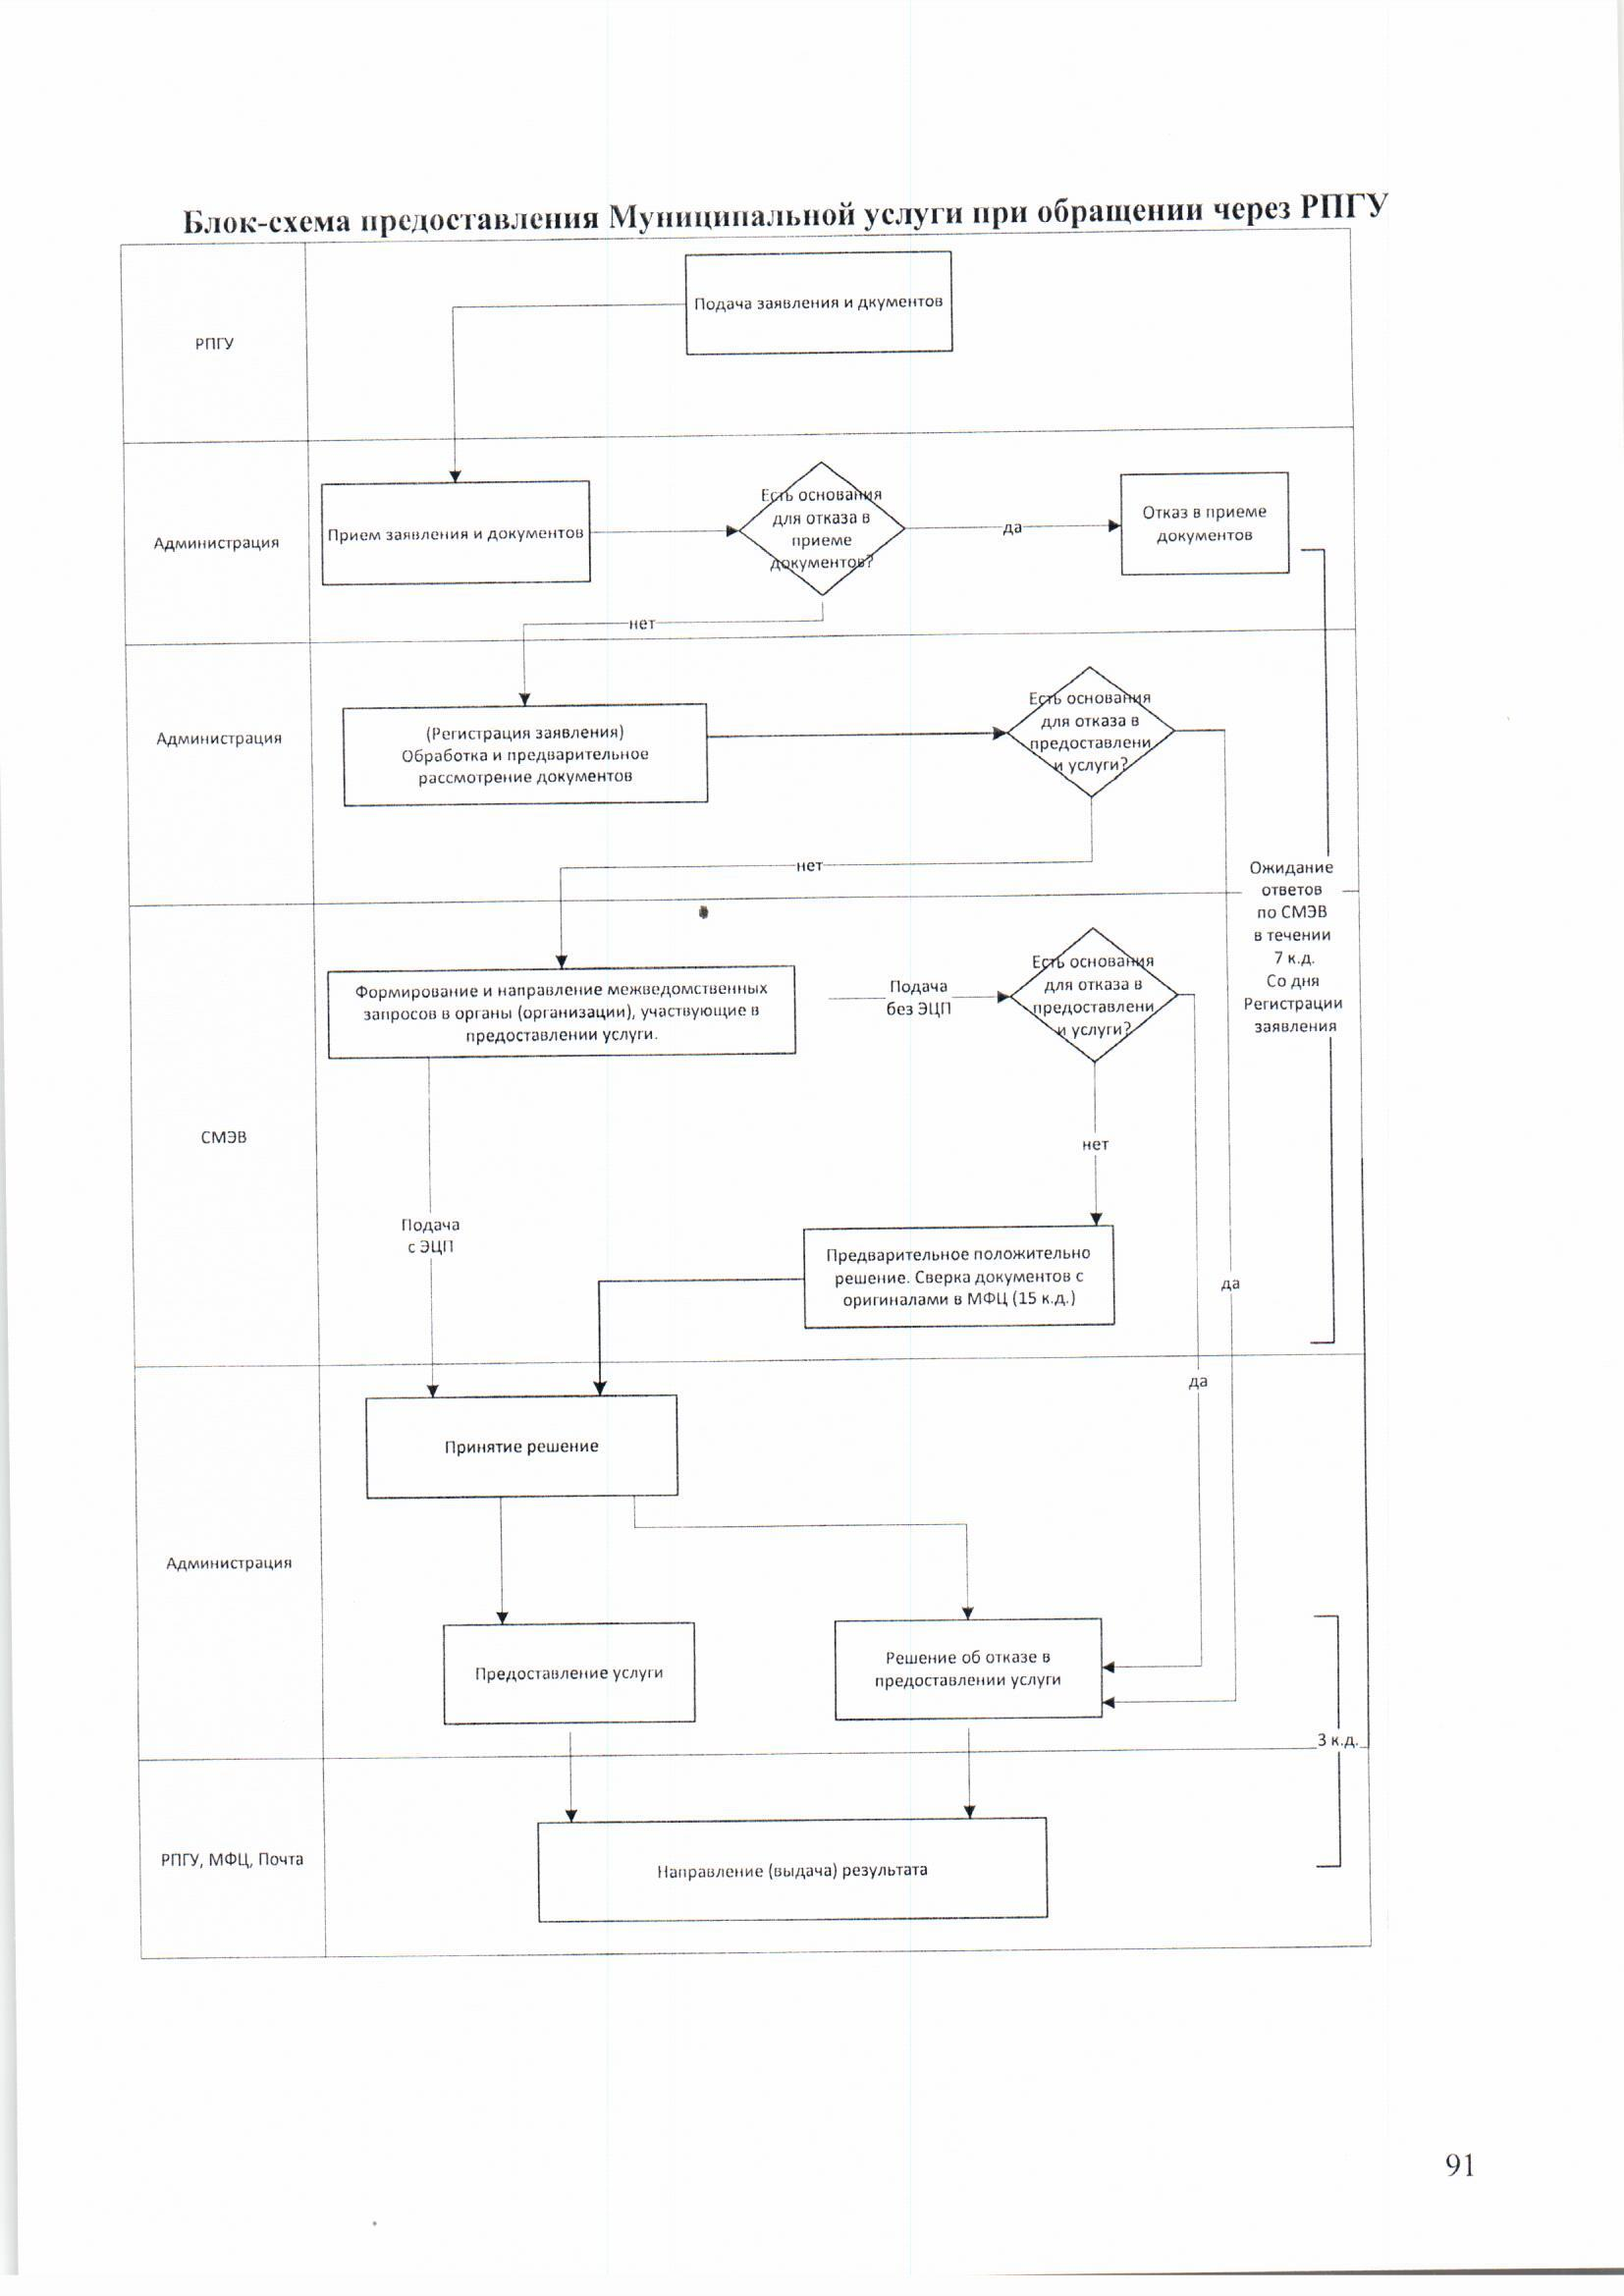 Блок-схема предоставления Муниципальной услуги при обращении через РПГУ
РПГУ
Подача заявления и дкументов
Администрация
Прием заявления и документов
Есть основания
для отказа в
приеме
документов?
да
Отказ в приеме
документов
нет
Администрация
(Регистрация заявления)
Обработка и предварительное
рассмотрение документов
Есть основания
для отказа в
предоставлени
и услуги?
нет
Ожидание
ответов
по СМЭВ
в течении
7 к.д.
Со дня
Регистрации
заявления
СМЭВ
Формирование и направление межведомственных
запросов в органы (организации), участвующие в
предоставлении услуги.
Подача
без ЭЦП
Есть основания
для отказа в
предоставлени
и услуги?
нет
Подача
с ЭЦП
Предварительное положительно
решение. Сверка документов с
оригиналами в МФЦ (15 к.д.)
да
да
Администрация
Принятие решение
Предоставление услуги
Решение об отказе в
предоставлении услуги
3 к.д.
РПГУ, МФЦ, Почта
Направление (выдача) результата
91